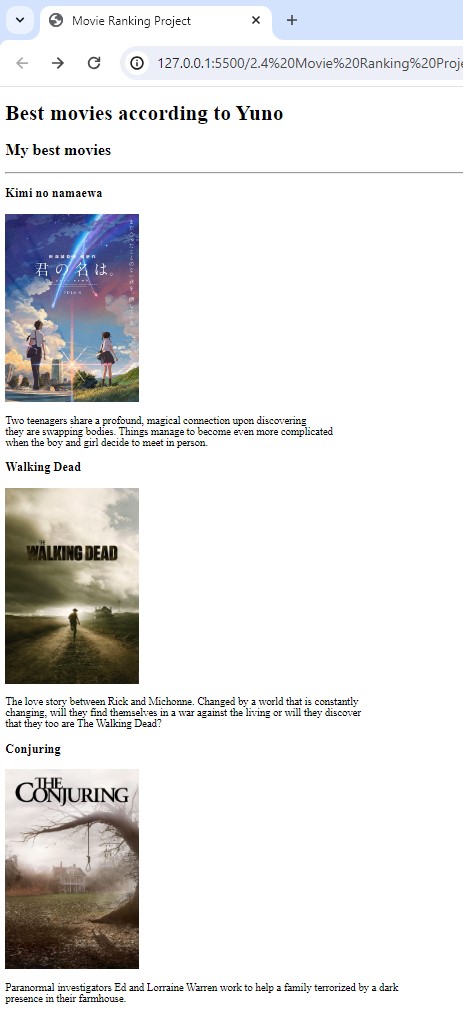 Movie Ranking Project
127.0.0.1:5500/2.4%20Movie%20Ranking%20Proje
Best movies according to Yuno
My best movies
Kimi no namaewa
君の名は。
Two teenagers share a profound, magical connection upon discovering
they are swapping bodies. Things manage to become even more complicated
when the boy and girl decide to meet in person.
Walking Dead
THE
WALKING DEAD
The love story between Rick and Michonne. Changed by a world that is constantly
changing, will they find themselves in a war against the living or will they discover
that they too are The Walking Dead?
Conjuring
THE
CONJURING
Paranormal investigators Ed and Lorraine Warren work to help a family terrorized by a dark
presence in their farmhouse.